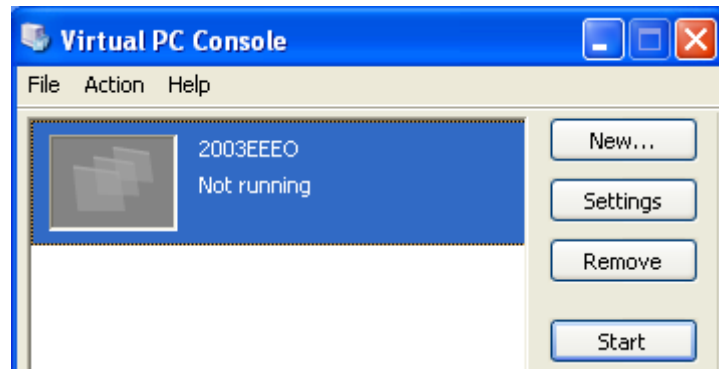 Virtual PC Console
File Action Help
2003EEEO
Not running
New...
Settings
Remove
Start